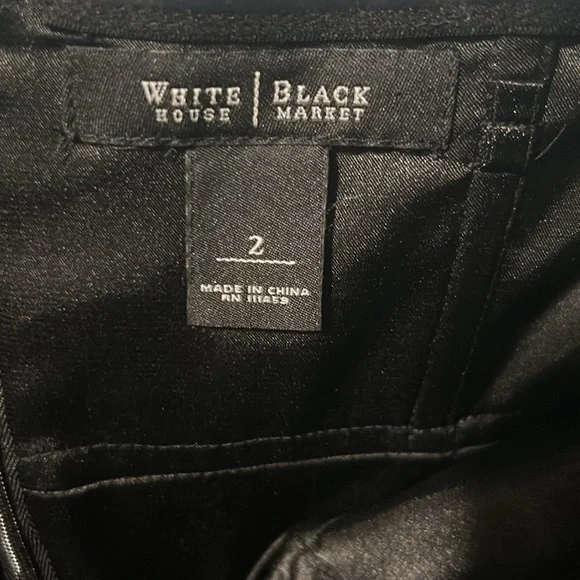 WHITE | BLACK
HOUSE | MARKET
2
MADE IN CHINA
RN 111459